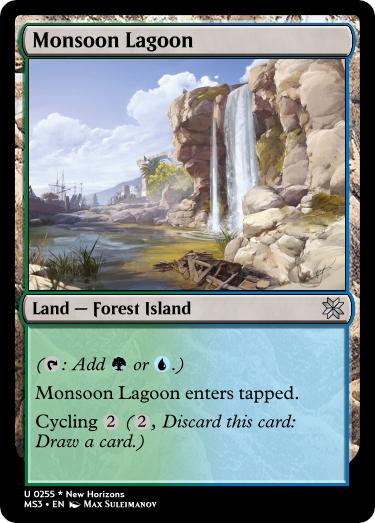 Monsoon Lagoon
Land — Forest Island
(: Add or .)
Monsoon Lagoon enters tapped.
Cycling 2 (2, Discard this card:
Draw a card.)
U 0255 * New Horizons
MS3 • EN Max Suleimanov